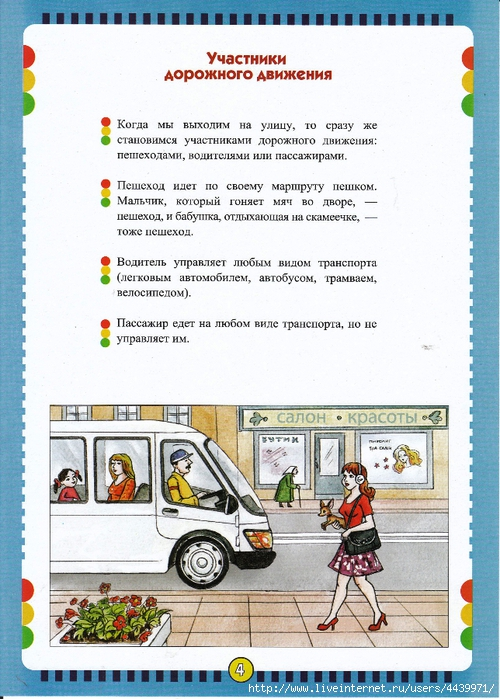 Участники
дорожного движения
Когда мы выходим на улицу, то сразу же
становимся участниками дорожного движения:
пешеходами, водителями или пассажирами.
Пешеход идет по своему маршруту пешком.
Мальчик, который гоняет мяч во дворе, —
пешеход, и бабушка, отдыхающая на скамеечке, —
тоже пешеход.
Водитель управляет любым видом транспорта
(легковым автомобилем, автобусом, трамваем,
велосипедом).
Пассажир едет на любом виде транспорта, но не
управляет им.
салон красоты
БУТИК
4
http://www.liveinternet.ru/users/4439971/